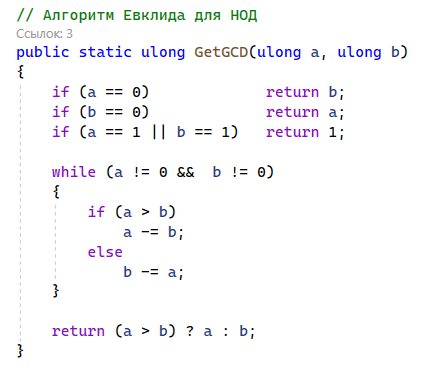 // Алгоритм Евклида для НОД
Ссылок: 3
public static ulong GetGCD(ulong a, ulong b)
{
    if (a == 0)             return b;
    if (b == 0)             return a;
    if (a == 1 || b == 1)   return 1;

    while (a != 0 &&  b != 0)
    {
        if (a > b)
            a -= b;
        else
            b -= a;
    }

    return (a > b) ? a : b;
}